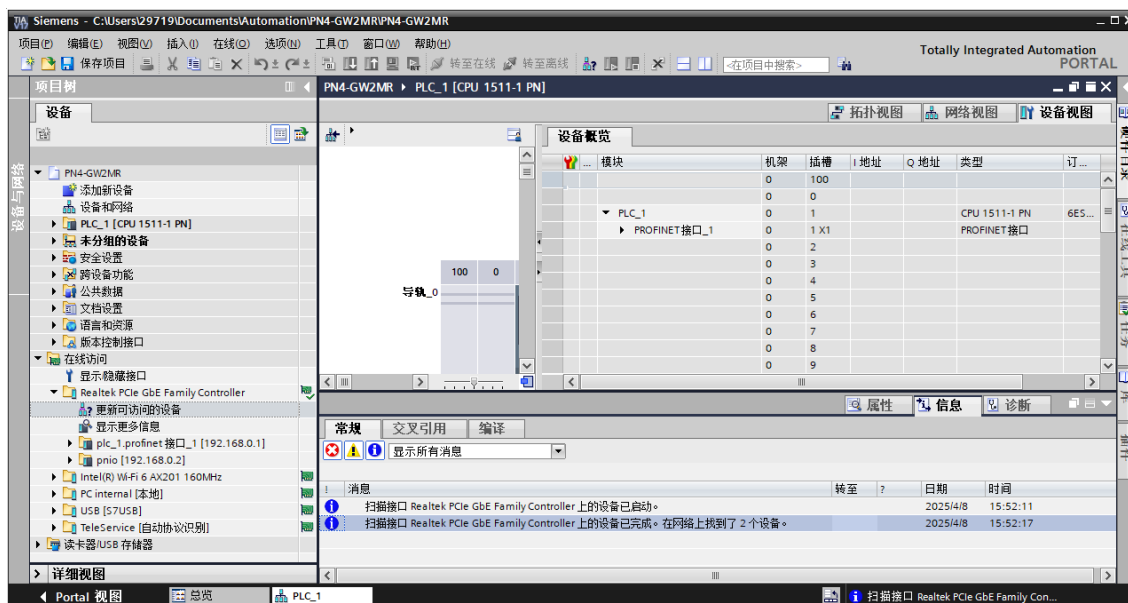 Siemens - C:\Users\29719\Documents\Automation\PN4-GW2MR\PN4-GW2MR
项目(P) 编辑(E) 视图(V) 插入(I) 在线(O) 选项(N) 工具(T) 窗口(W) 帮助(H)
Totally Integrated Automation
PORTAL
保存项目 转至在线 转至离线 <在项目中搜索>
项目树
PN4-GW2MR PLC_1 [CPU 1511-1 PN]
设备
拓扑视图 网络视图 设备视图
设备概览
设备与网络
PN4-GW2MR
添加新设备
设备和网络
PLC_1 [CPU 1511-1 PN]
未分组的设备
安全设置
跨设备功能
公共数据
文档设置
语言和资源
版本控制接口
在线访问
显示/隐藏接口
Realtek PCIe GbE Family Controller
更新可访问的设备
显示更多信息
plc_1.profinet 接口_1 [192.168.0.1]
pnio [192.168.0.2]
Intel(R) Wi-Fi 6 AX201 160MHz
PC internal [本地]
USB [S7USB]
TeleService [自动协议识别]
读卡器/USB 存储器
详细视图
100 0
导轨_0
... 模块 机架 插槽 I 地址 Q 地址 类型 订...
0 100
0 0
PLC_1 0 1 CPU 1511-1 PN 6ES...
PROFINET接口_1 0 1 X1 PROFINET接口
0 2
0 3
0 4
0 5
0 6
0 7
0 8
0 9
在线工具
任务
库
属性 信息 诊断
常规 交叉引用 编译
显示所有消息
! 消息 转至 ? 日期 时间
扫描接口 Realtek PCIe GbE Family Controller 上的设备已启动。 2025/4/8 15:52:11
扫描接口 Realtek PCIe GbE Family Controller 上的设备已完成。在网络上找到了 2 个设备。 2025/4/8 15:52:17
Portal 视图 总览 PLC_1 扫描接口 Realtek PCIe GbE Family Con...